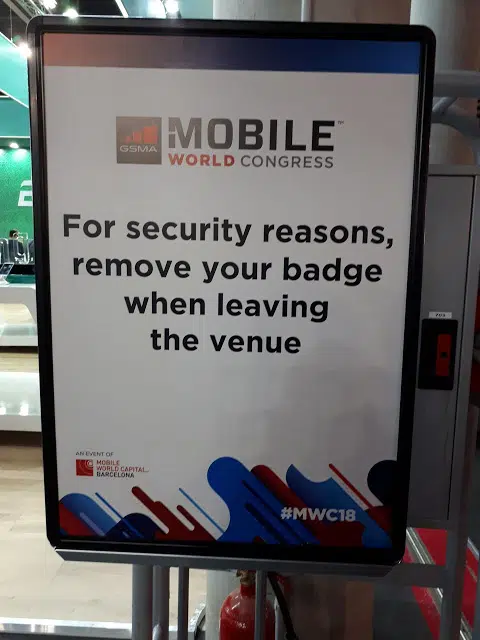 GSMA
MOBILE™
WORLD CONGRESS
For security reasons,
remove your badge
when leaving
the venue
AN EVENT OF
MOBILE
WORLD CAPITAL™
BARCELONA
#MWC18